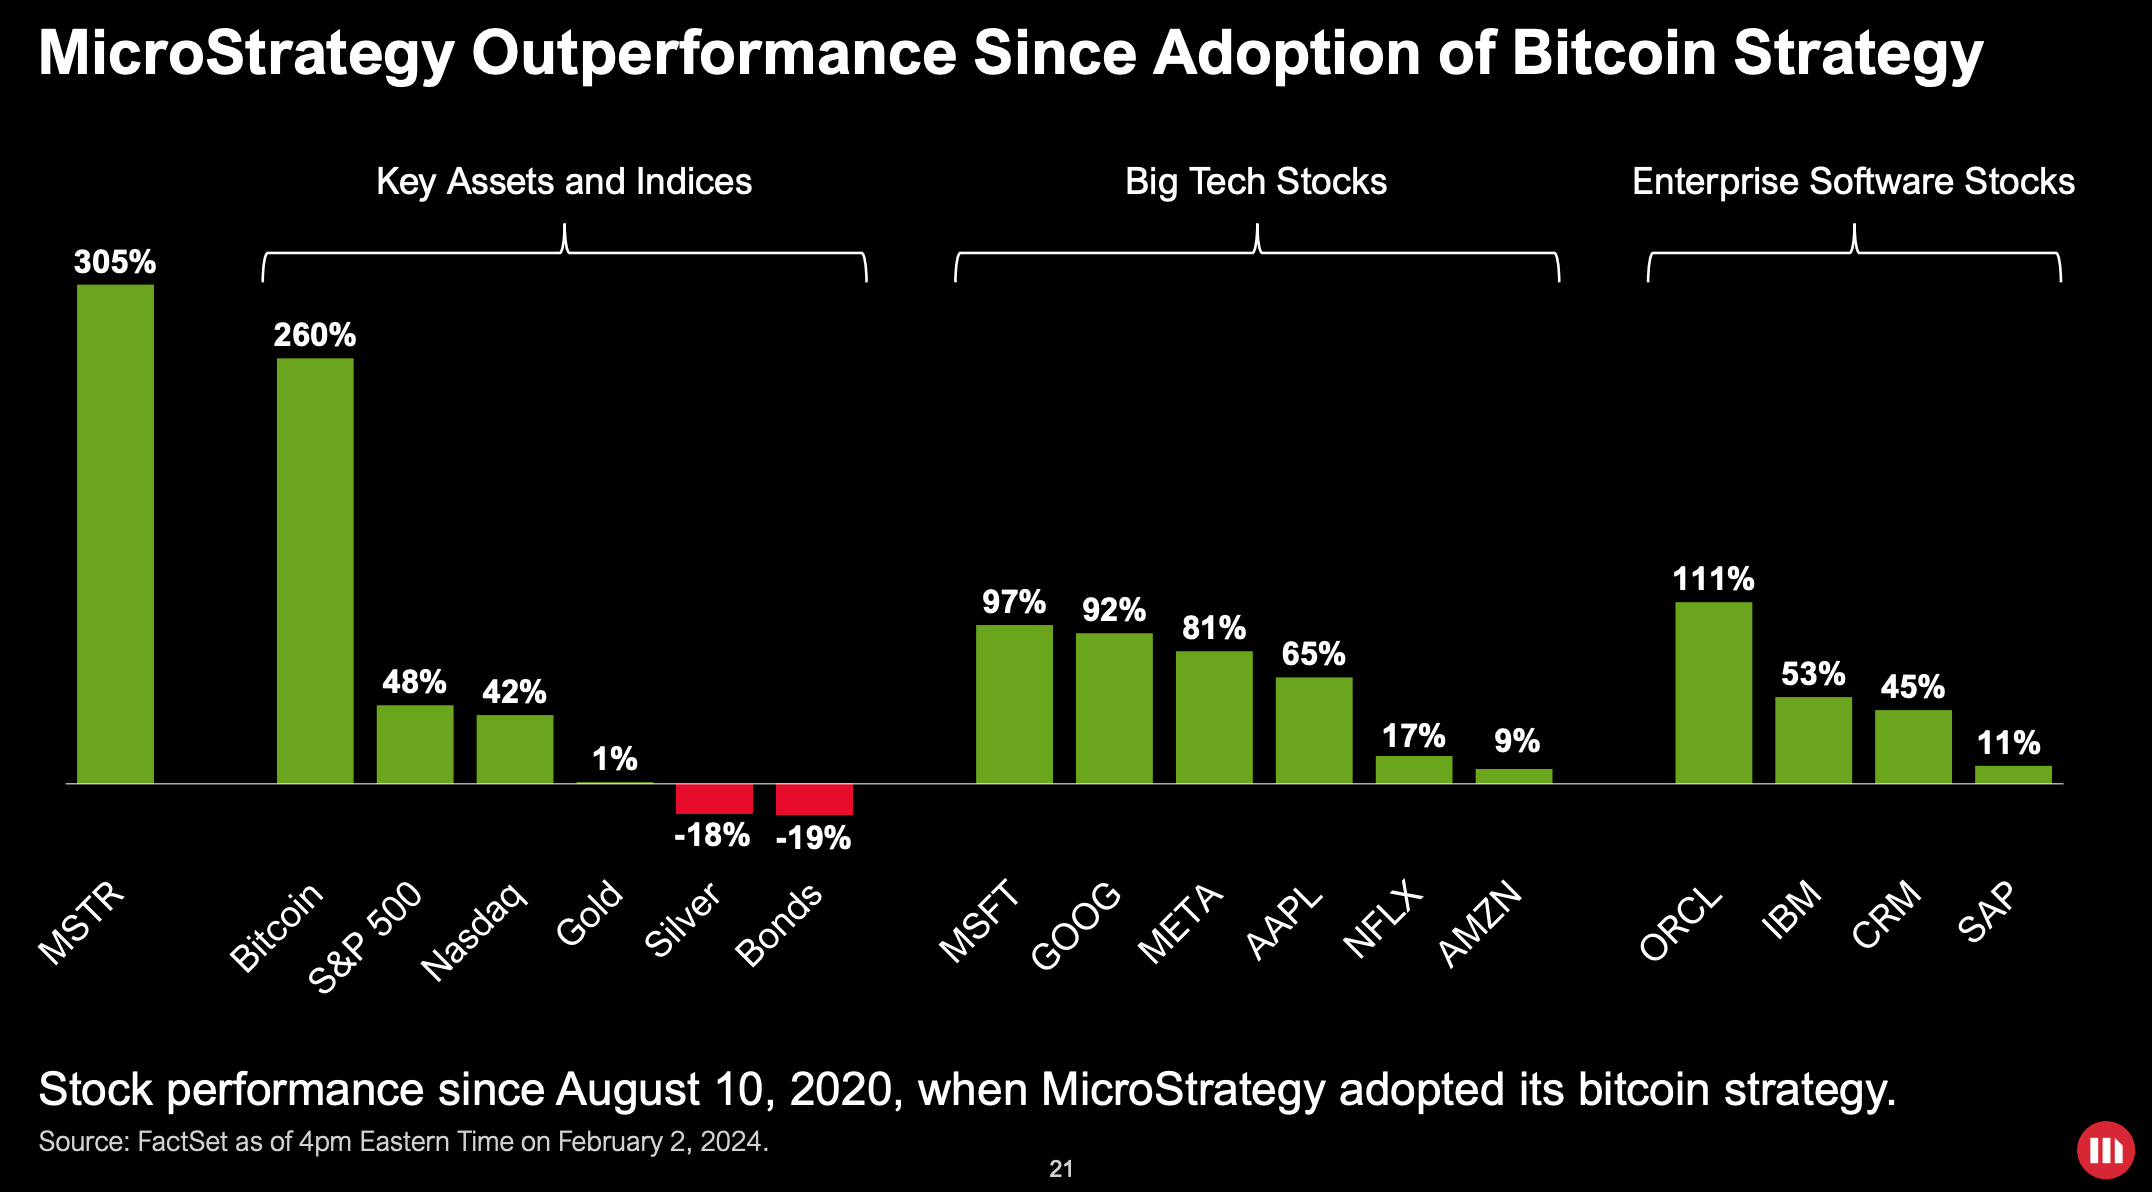 MicroStrategy Outperformance Since Adoption of Bitcoin Strategy
Key Assets and Indices
Big Tech Stocks
Enterprise Software Stocks
305%
260%
48%
42%
1%
-18%
-19%
97%
92%
81%
65%
17%
9%
111%
53%
45%
11%
MSTR
Bitcoin
S&P 500
Nasdaq
Gold
Silver
Bonds
MSFT
GOOG
META
AAPL
NFLX
AMZN
ORCL
IBM
CRM
SAP
Stock performance since August 10, 2020, when MicroStrategy adopted its bitcoin strategy.
Source: FactSet as of 4pm Eastern Time on February 2, 2024.
21